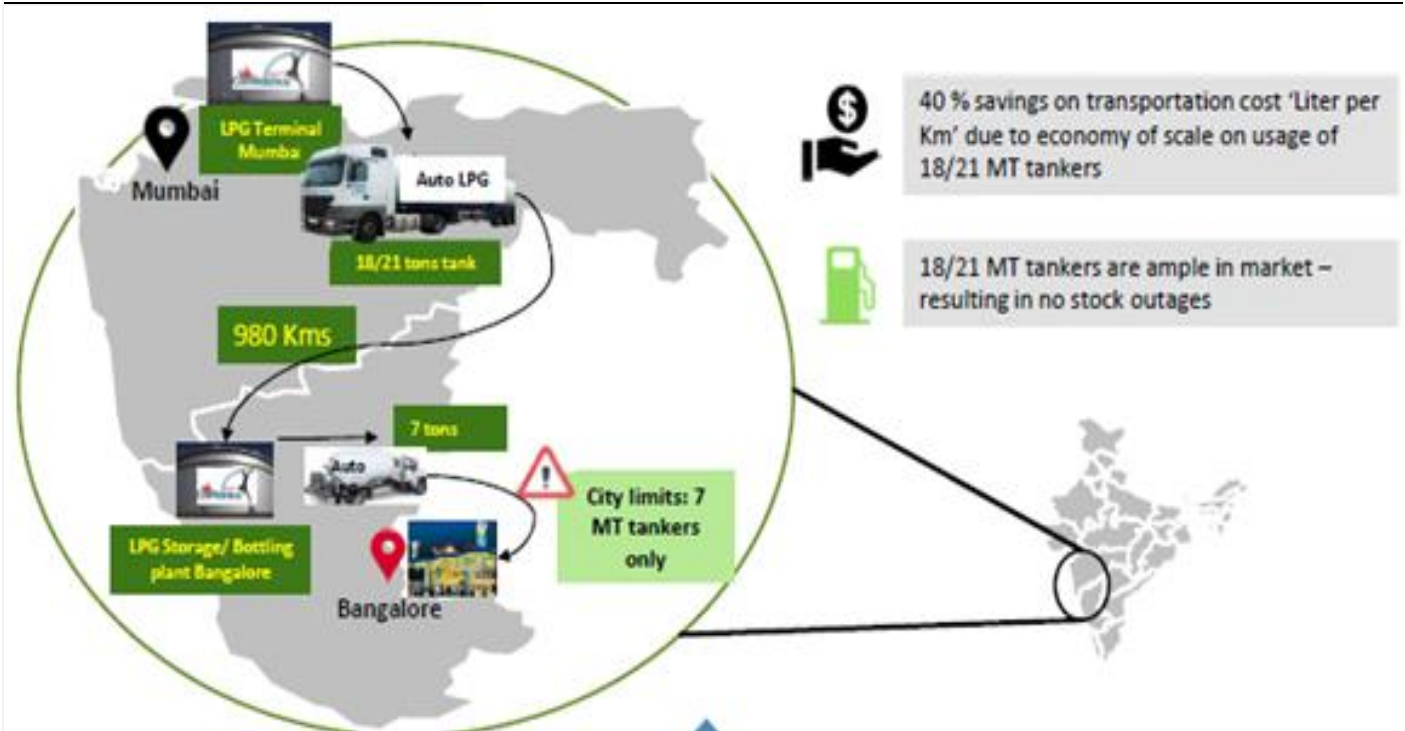 LPG Terminal
Mumbai
Mumbai
Auto LPG
18/21 tons tank
980 Kms
7 tons
Auto
LPG Storage/ Bottling
plant Bangalore
Bangalore
City limits: 7
MT tankers
only
40 % savings on transportation cost ‘Liter per
Km’ due to economy of scale on usage of
18/21 MT tankers
18/21 MT tankers are ample in market –
resulting in no stock outages